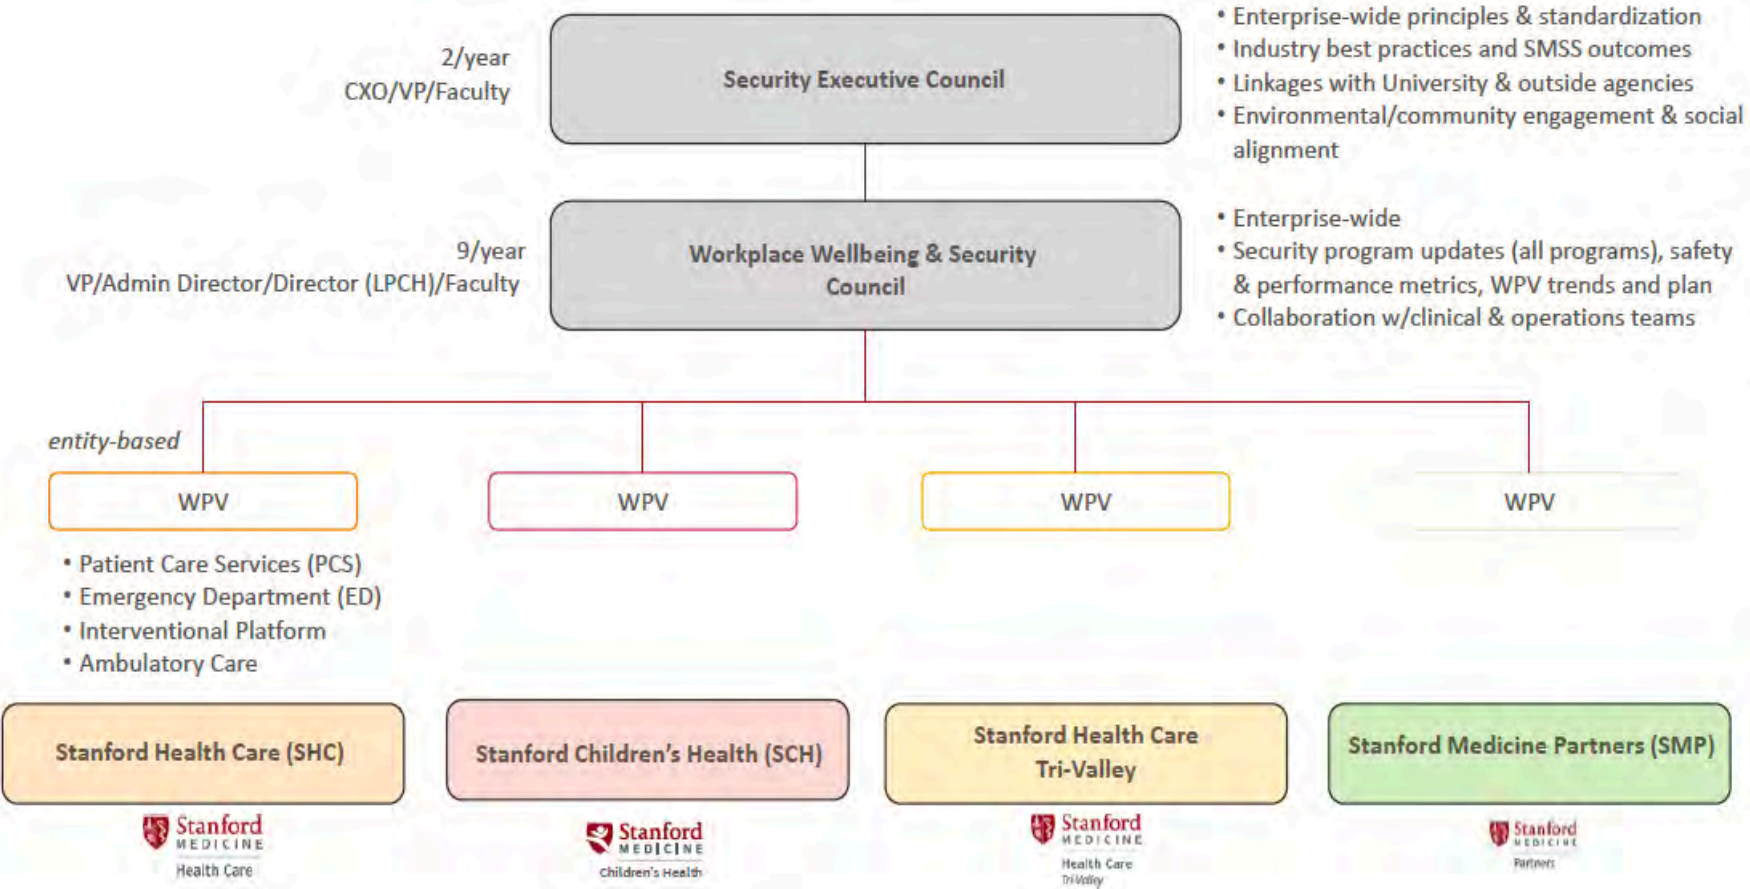 2/year
CXO/VP/Faculty
Security Executive Council
• Enterprise-wide principles & standardization
• Industry best practices and SMSS outcomes
• Linkages with University & outside agencies
• Environmental/community engagement & social
alignment
9/year
VP/Admin Director/Director (LPCH)/Faculty
Workplace Wellbeing & Security
Council
• Enterprise-wide
• Security program updates (all programs), safety
& performance metrics, WPV trends and plan
• Collaboration w/clinical & operations teams
entity-based
WPV
WPV
WPV
WPV
• Patient Care Services (PCS)
• Emergency Department (ED)
• Interventional Platform
• Ambulatory Care
Stanford Health Care (SHC)
Stanford Children's Health (SCH)
Stanford Health Care
Tri-Valley
Stanford Medicine Partners (SMP)
Stanford
MEDICINE
Health Care
Stanford
MEDICINE
Children's Health
Stanford
MEDICINE
Health Care
Tri-Valley
Stanford
MEDICINE
Partners